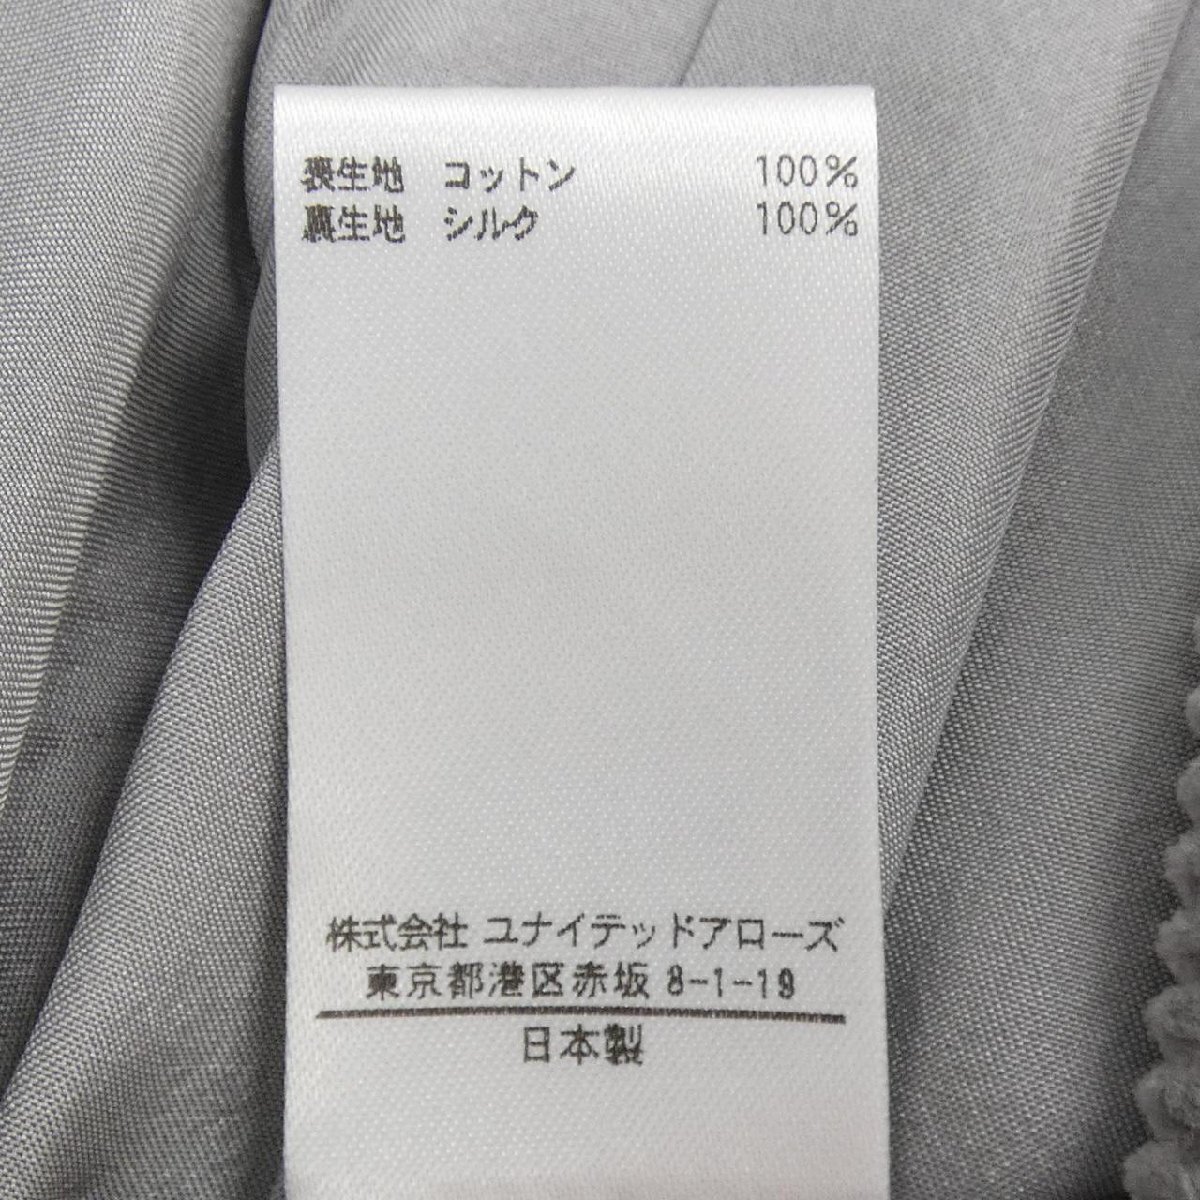 表生地 コットン 100%
裏生地 シルク 100%
株式会社 ユナイテッドアローズ
東京都港区赤坂 8-1-19
日本製